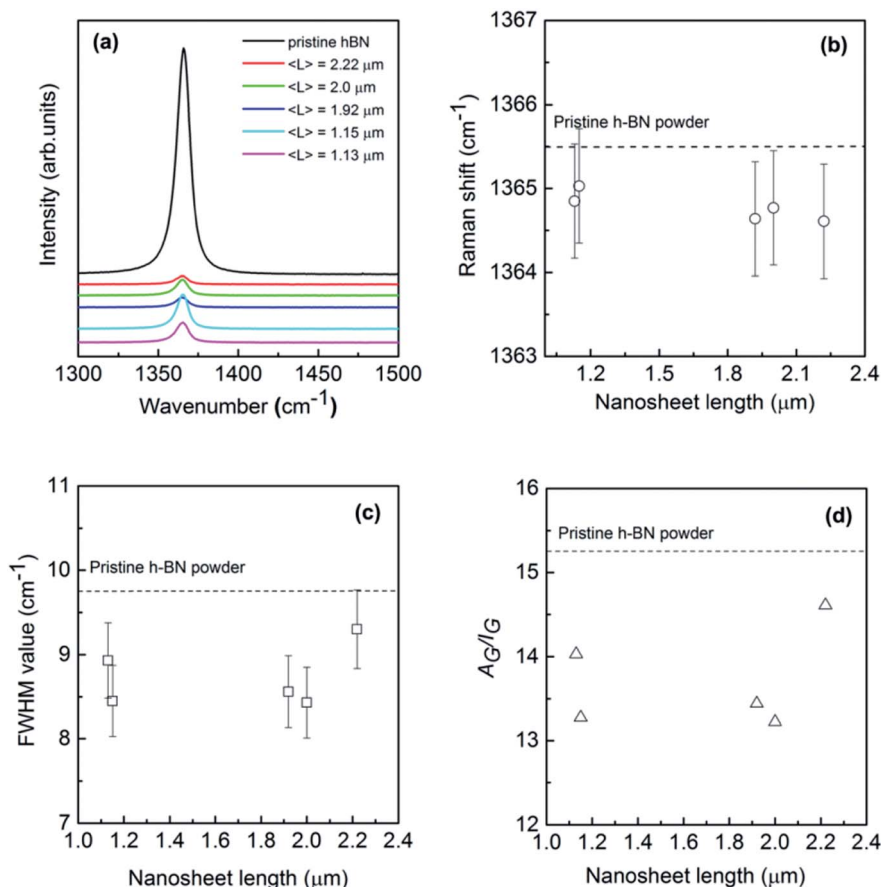 (a)
pristine hBN
<L> = 2.22 μm
<L> = 2.0 μm
<L> = 1.92 μm
<L> = 1.15 μm
<L> = 1.13 μm
Intensity (arb.units)
1300 1350 1400 1450 1500
Wavenumber (cm⁻¹)
(b)
1367
1366
1365
1364
1363
Pristine h-BN powder
Raman shift (cm⁻¹)
1.2 1.5 1.8 2.1 2.4
Nanosheet length (μm)
(c)
11
10
9
8
7
Pristine h-BN powder
FWHM value (cm⁻¹)
1.0 1.2 1.4 1.6 1.8 2.0 2.2 2.4
Nanosheet length (μm)
(d)
16
15
14
13
12
Pristine h-BN powder
A_G/I_G
1.0 1.2 1.4 1.6 1.8 2.0 2.2 2.4
Nanosheet length (μm)